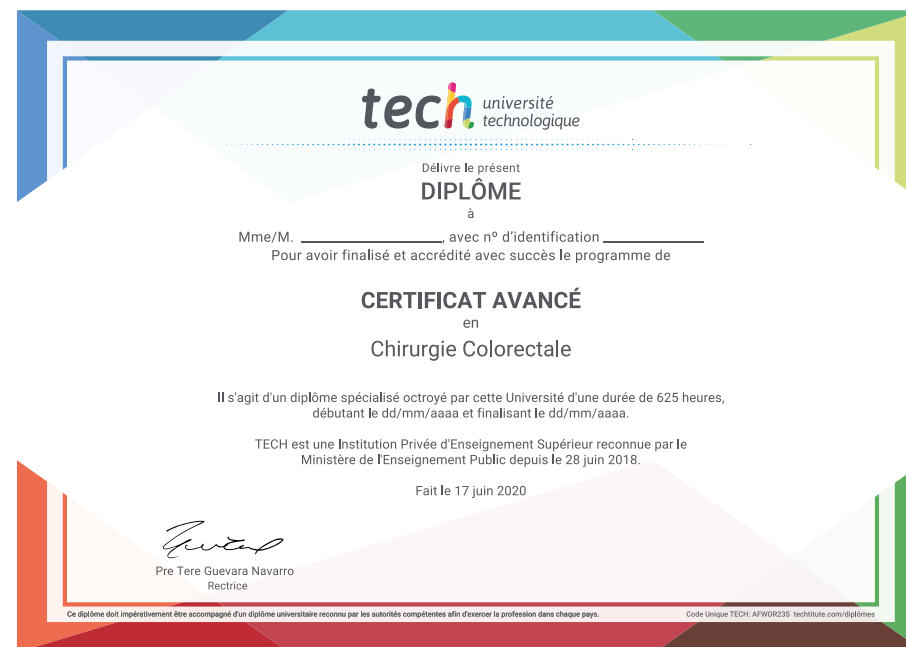 tech université
technologique
Délivre le présent
DIPLÔME
à
Mme/M. ____________________, avec nº d'identification ______________
Pour avoir finalisé et accrédité avec succès le programme de
CERTIFICAT AVANCÉ
en
Chirurgie Colorectale
Il s'agit d'un diplôme spécialisé octroyé par cette Université d'une durée de 625 heures,
débutant le dd/mm/aaaa et finalisant le dd/mm/aaaa.
TECH est une Institution Privée d'Enseignement Supérieur reconnue par le
Ministère de l'Enseignement Public depuis le 28 juin 2018.
Fait le 17 juin 2020
Pre Tere Guevara Navarro
Rectrice
Ce diplôme doit impérativement être accompagné d'un diplôme universitaire reconnu par les autorités compétentes afin d'exercer la profession dans chaque pays.
Code Unique TECH: AFWOR23S techtitute.com/diplômes